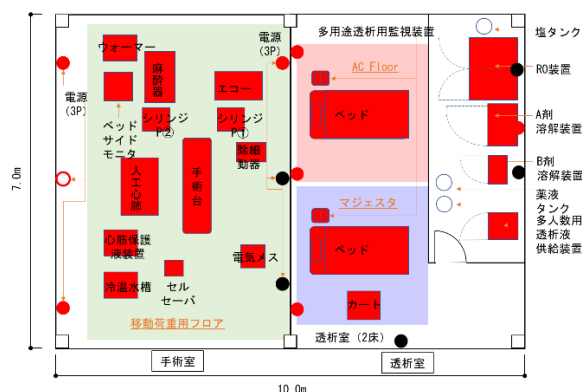 ウォーマー
麻酔器
電源
(3P)
エコー
多用途透析用監視装置
AC Floor
塩タンク
RO装置
電源
(3P)
シリンジ
P②
シリンジ
P①
ベッド
A剤
溶解装置
ベッド
サイド
モニタ
除細
動器
手術台
人工心肺
B剤
溶解装置
マジェスタ
薬液
タンク
多人数用
透析液
供給装置
心筋保護
液装置
電気メス
ベッド
冷温水槽
セル
セーバ
カート
移動荷重用フロア
透析室（2床）
手術室
透析室
7.0m
10.0m